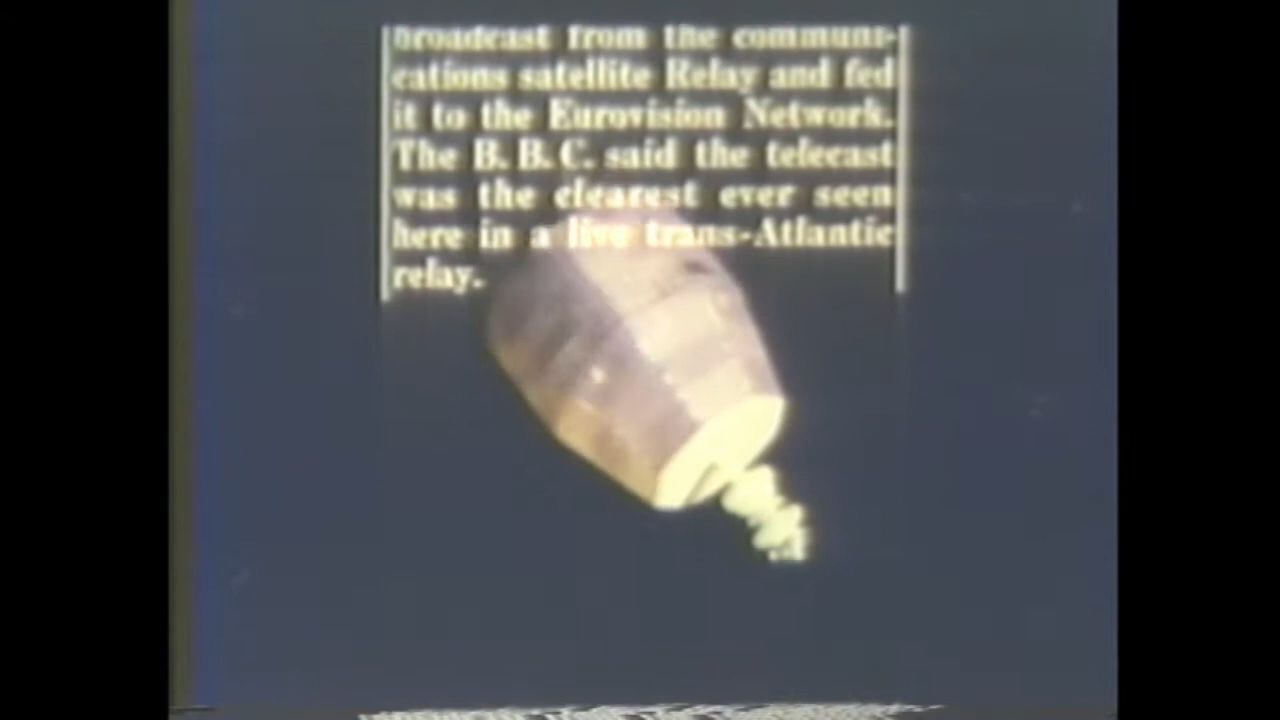 broadcast from the communi-
cations satellite Relay and fed
it to the Eurovision Network.
The B. B. C. said the telecast
was the clearest ever seen
here in a live trans-Atlantic
relay.